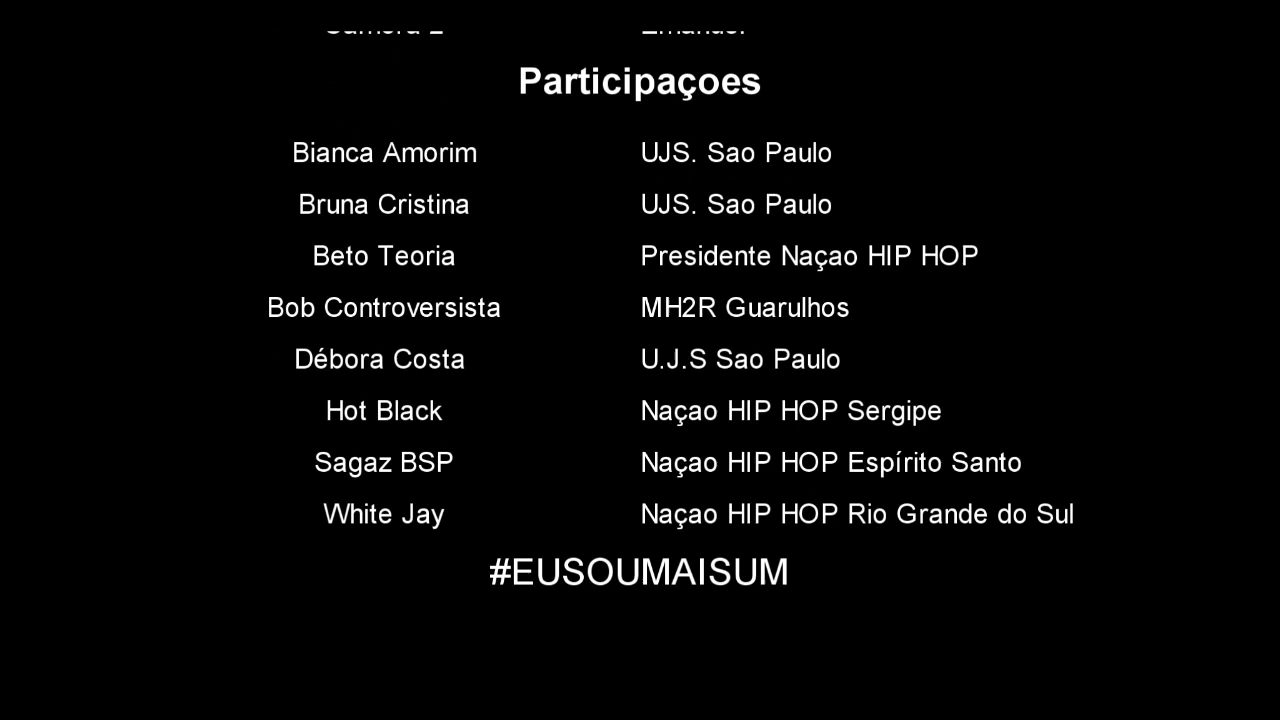 Participaçoes
Bianca Amorim UJS. Sao Paulo
Bruna Cristina UJS. Sao Paulo
Beto Teoria Presidente Naçao HIP HOP
Bob Controversista MH2R Guarulhos
Débora Costa U.J.S Sao Paulo
Hot Black Naçao HIP HOP Sergipe
Sagaz BSP Naçao HIP HOP Espírito Santo
White Jay Naçao HIP HOP Rio Grande do Sul
#EUSOUMAISUM